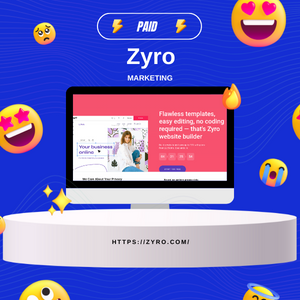 PAID
Zyro
MARKETING
Flawless templates,
easy editing, no coding
required — that's Zyro
website builder
Your business
online
HTTPS://ZYRO.COM/